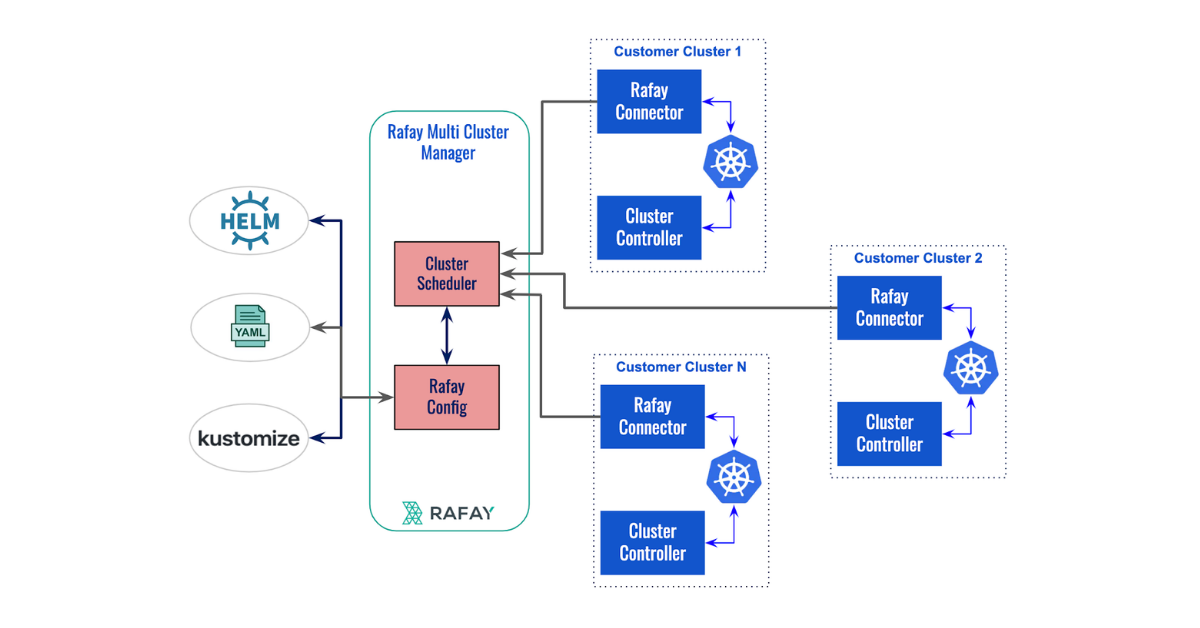 Customer Cluster 1
Rafay
Connector
Cluster
Controller
Rafay Multi Cluster
Manager
Cluster
Scheduler
Rafay
Config
RAFAY
HELM
YAML
kustomize
Customer Cluster 2
Rafay
Connector
Cluster
Controller
Customer Cluster N
Rafay
Connector
Cluster
Controller